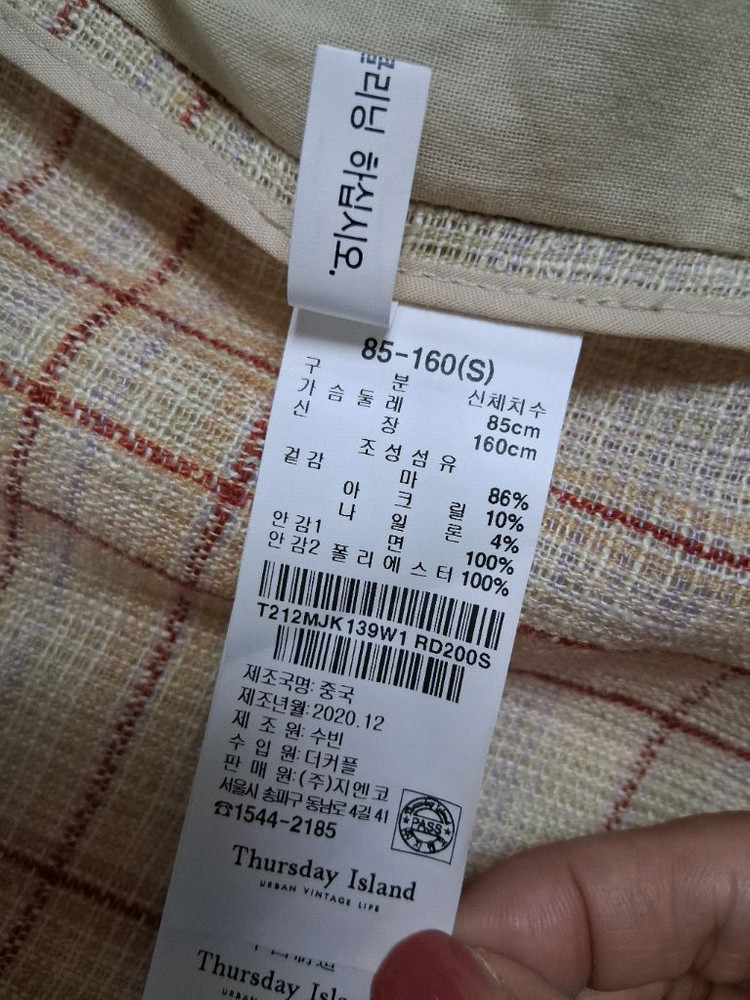 클리닝 하십시오.
85-160(S)
구 분 신체치수
가 슴 둘 레 85cm
신 장 160cm
겉감 조성섬유
마 86%
아 크 릴 10%
나 일 론 4%
안감1 면 100%
안감2 폴리에스터 100%
T212MJK139W1 RD200S
제조국명: 중국
제조년월: 2020.12
제 조 원: 수빈
수 입 원: 더커플
판 매 원: (주)지엔코
서울시 송파구 동남로 4길 41
☎1544-2185
PASS
Thursday Island
URBAN VINTAGE LIFE
Thursday